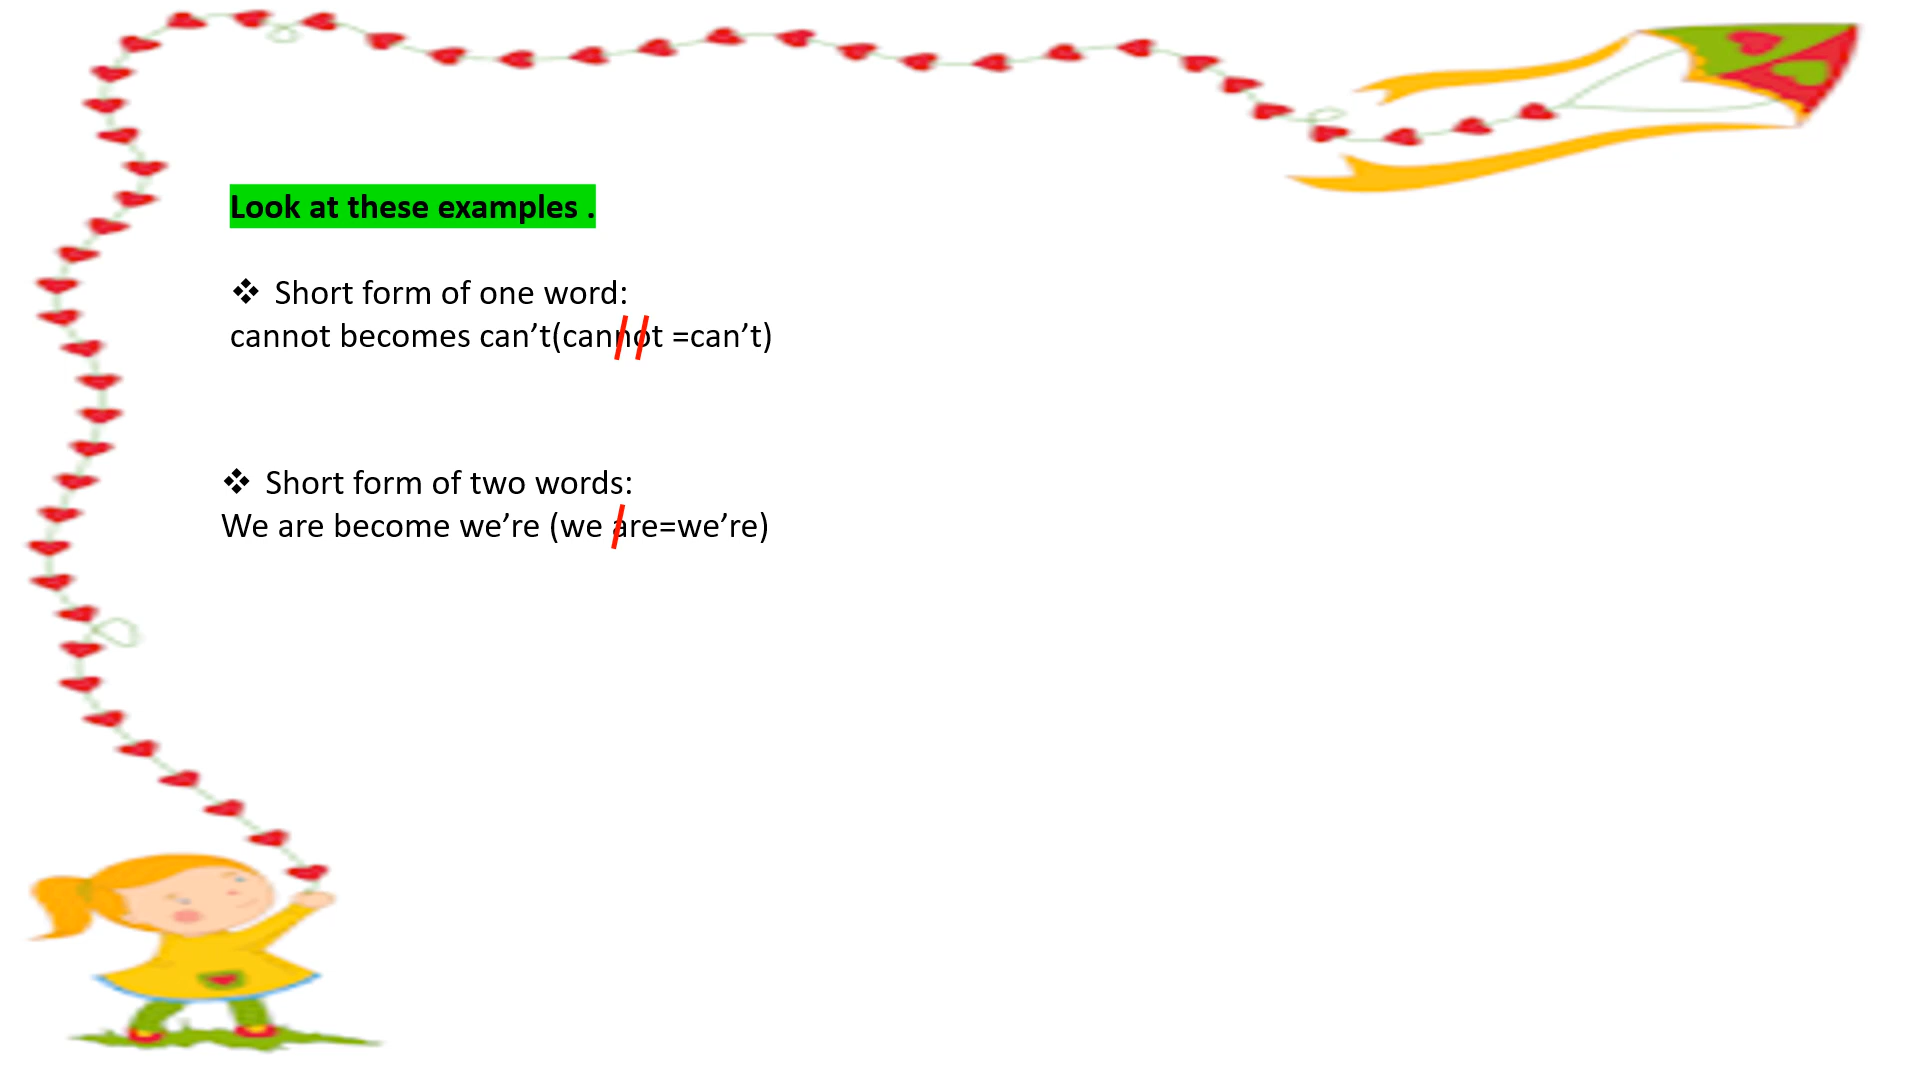 Look at these examples .
❖ Short form of one word:
cannot becomes can’t(cannot =can’t)
❖ Short form of two words:
We are become we’re (we are=we’re)